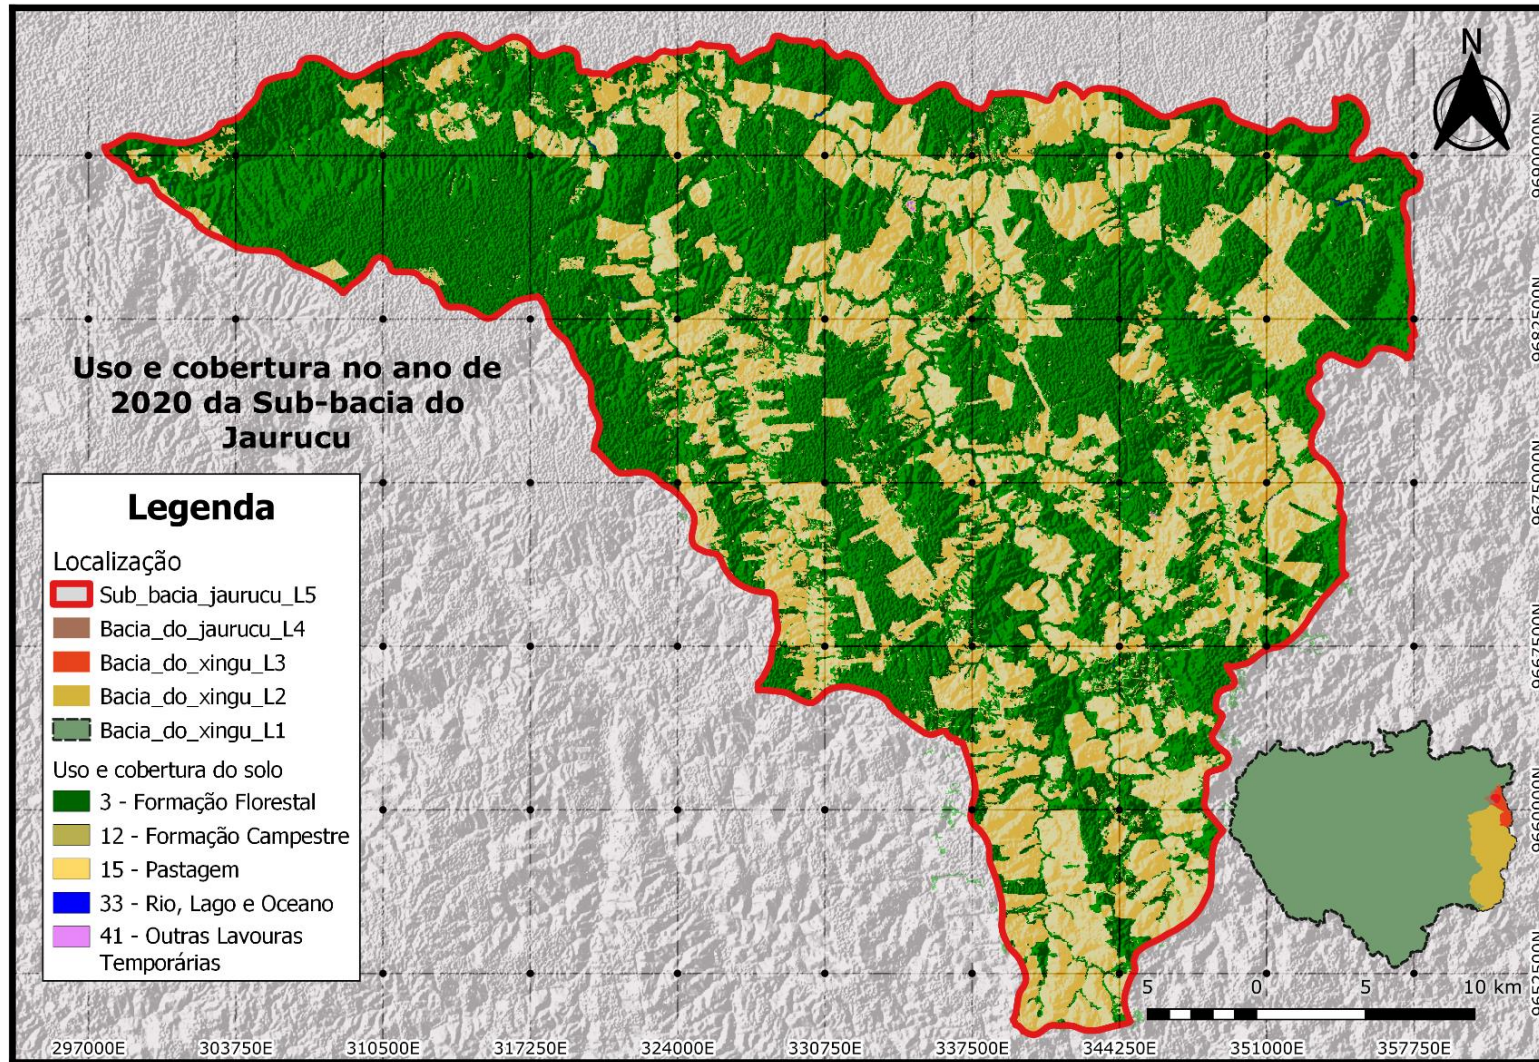 N
Uso e cobertura no ano de
2020 da Sub-bacia do
Jaurucu
Legenda
Localização
Sub_bacia_jaurucu_L5
Bacia_do_jaurucu_L4
Bacia_do_xingu_L3
Bacia_do_xingu_L2
Bacia_do_xingu_L1
Uso e cobertura do solo
3 - Formação Florestal
12 - Formação Campestre
15 - Pastagem
33 - Rio, Lago e Oceano
41 - Outras Lavouras
Temporárias
9690000N
9682500N
9675000N
9667500N
9660000N
9652500N
5 0 5 10 km
297000E 303750E 310500E 317250E 324000E 330750E 337500E 344250E 351000E 357750E